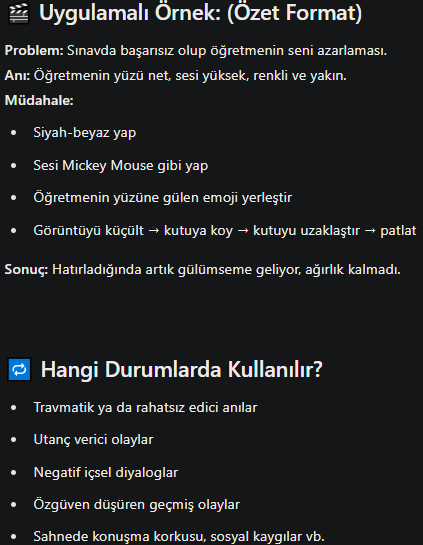 🎬 Uygulamalı Örnek: (Özet Format)
Problem: Sınavda başarısız olup öğretmenin seni azarlaması.
Anı: Öğretmenin yüzü net, sesi yüksek, renkli ve yakın.
Müdahale:
• Siyah-beyaz yap
• Sesi Mickey Mouse gibi yap
• Öğretmenin yüzüne gülen emoji yerleştir
• Görüntüyü küçült → kutuya koy → kutuyu uzaklaştır → patlat
Sonuç: Hatırladığında artık gülümseme geliyor, ağırlık kalmadı.
🔁 Hangi Durumlarda Kullanılır?
• Travmatik ya da rahatsız edici anılar
• Utanç verici olaylar
• Negatif içsel diyaloglar
• Özgüven düşüren geçmiş olaylar
• Sahnede konuşma korkusu, sosyal kaygılar vb.